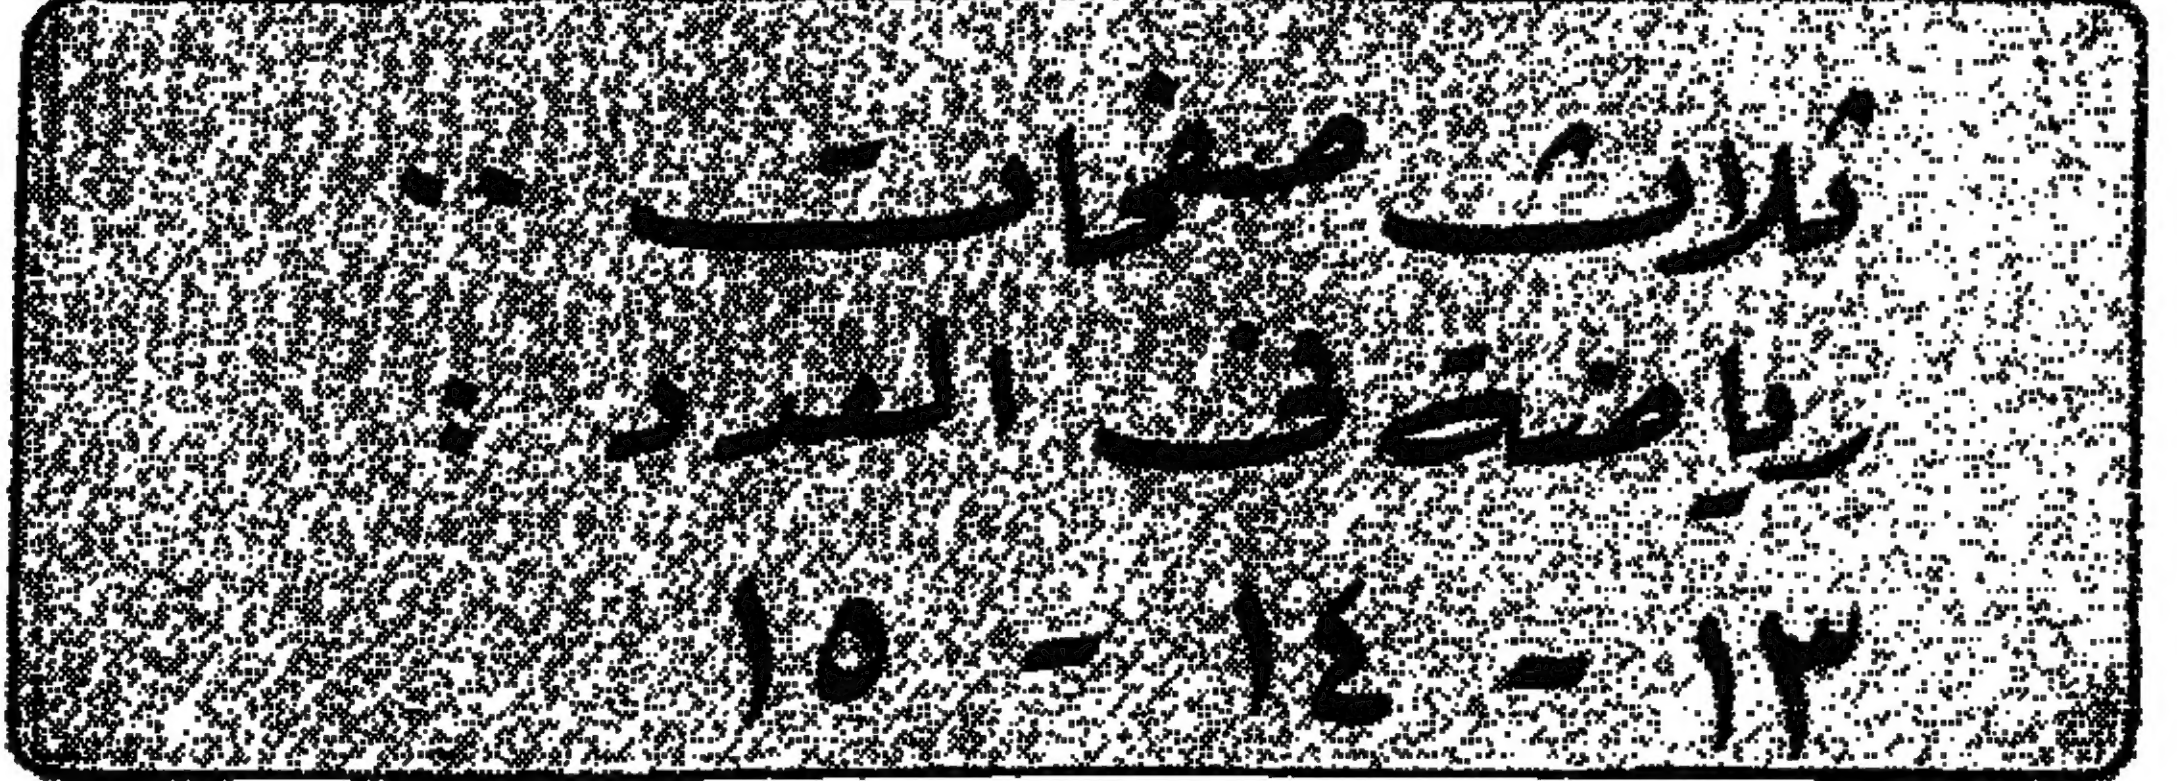 ثلاث صفحات ..
رياضة في العدد :
١٣ - ١٤ - ١٥